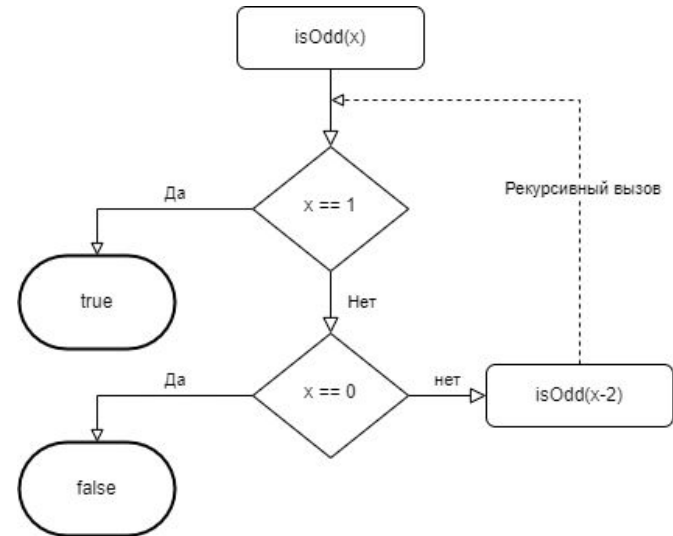 isOdd(x)
Да
x == 1
Рекурсивный вызов
true
Нет
Да
x == 0
нет
isOdd(x-2)
false